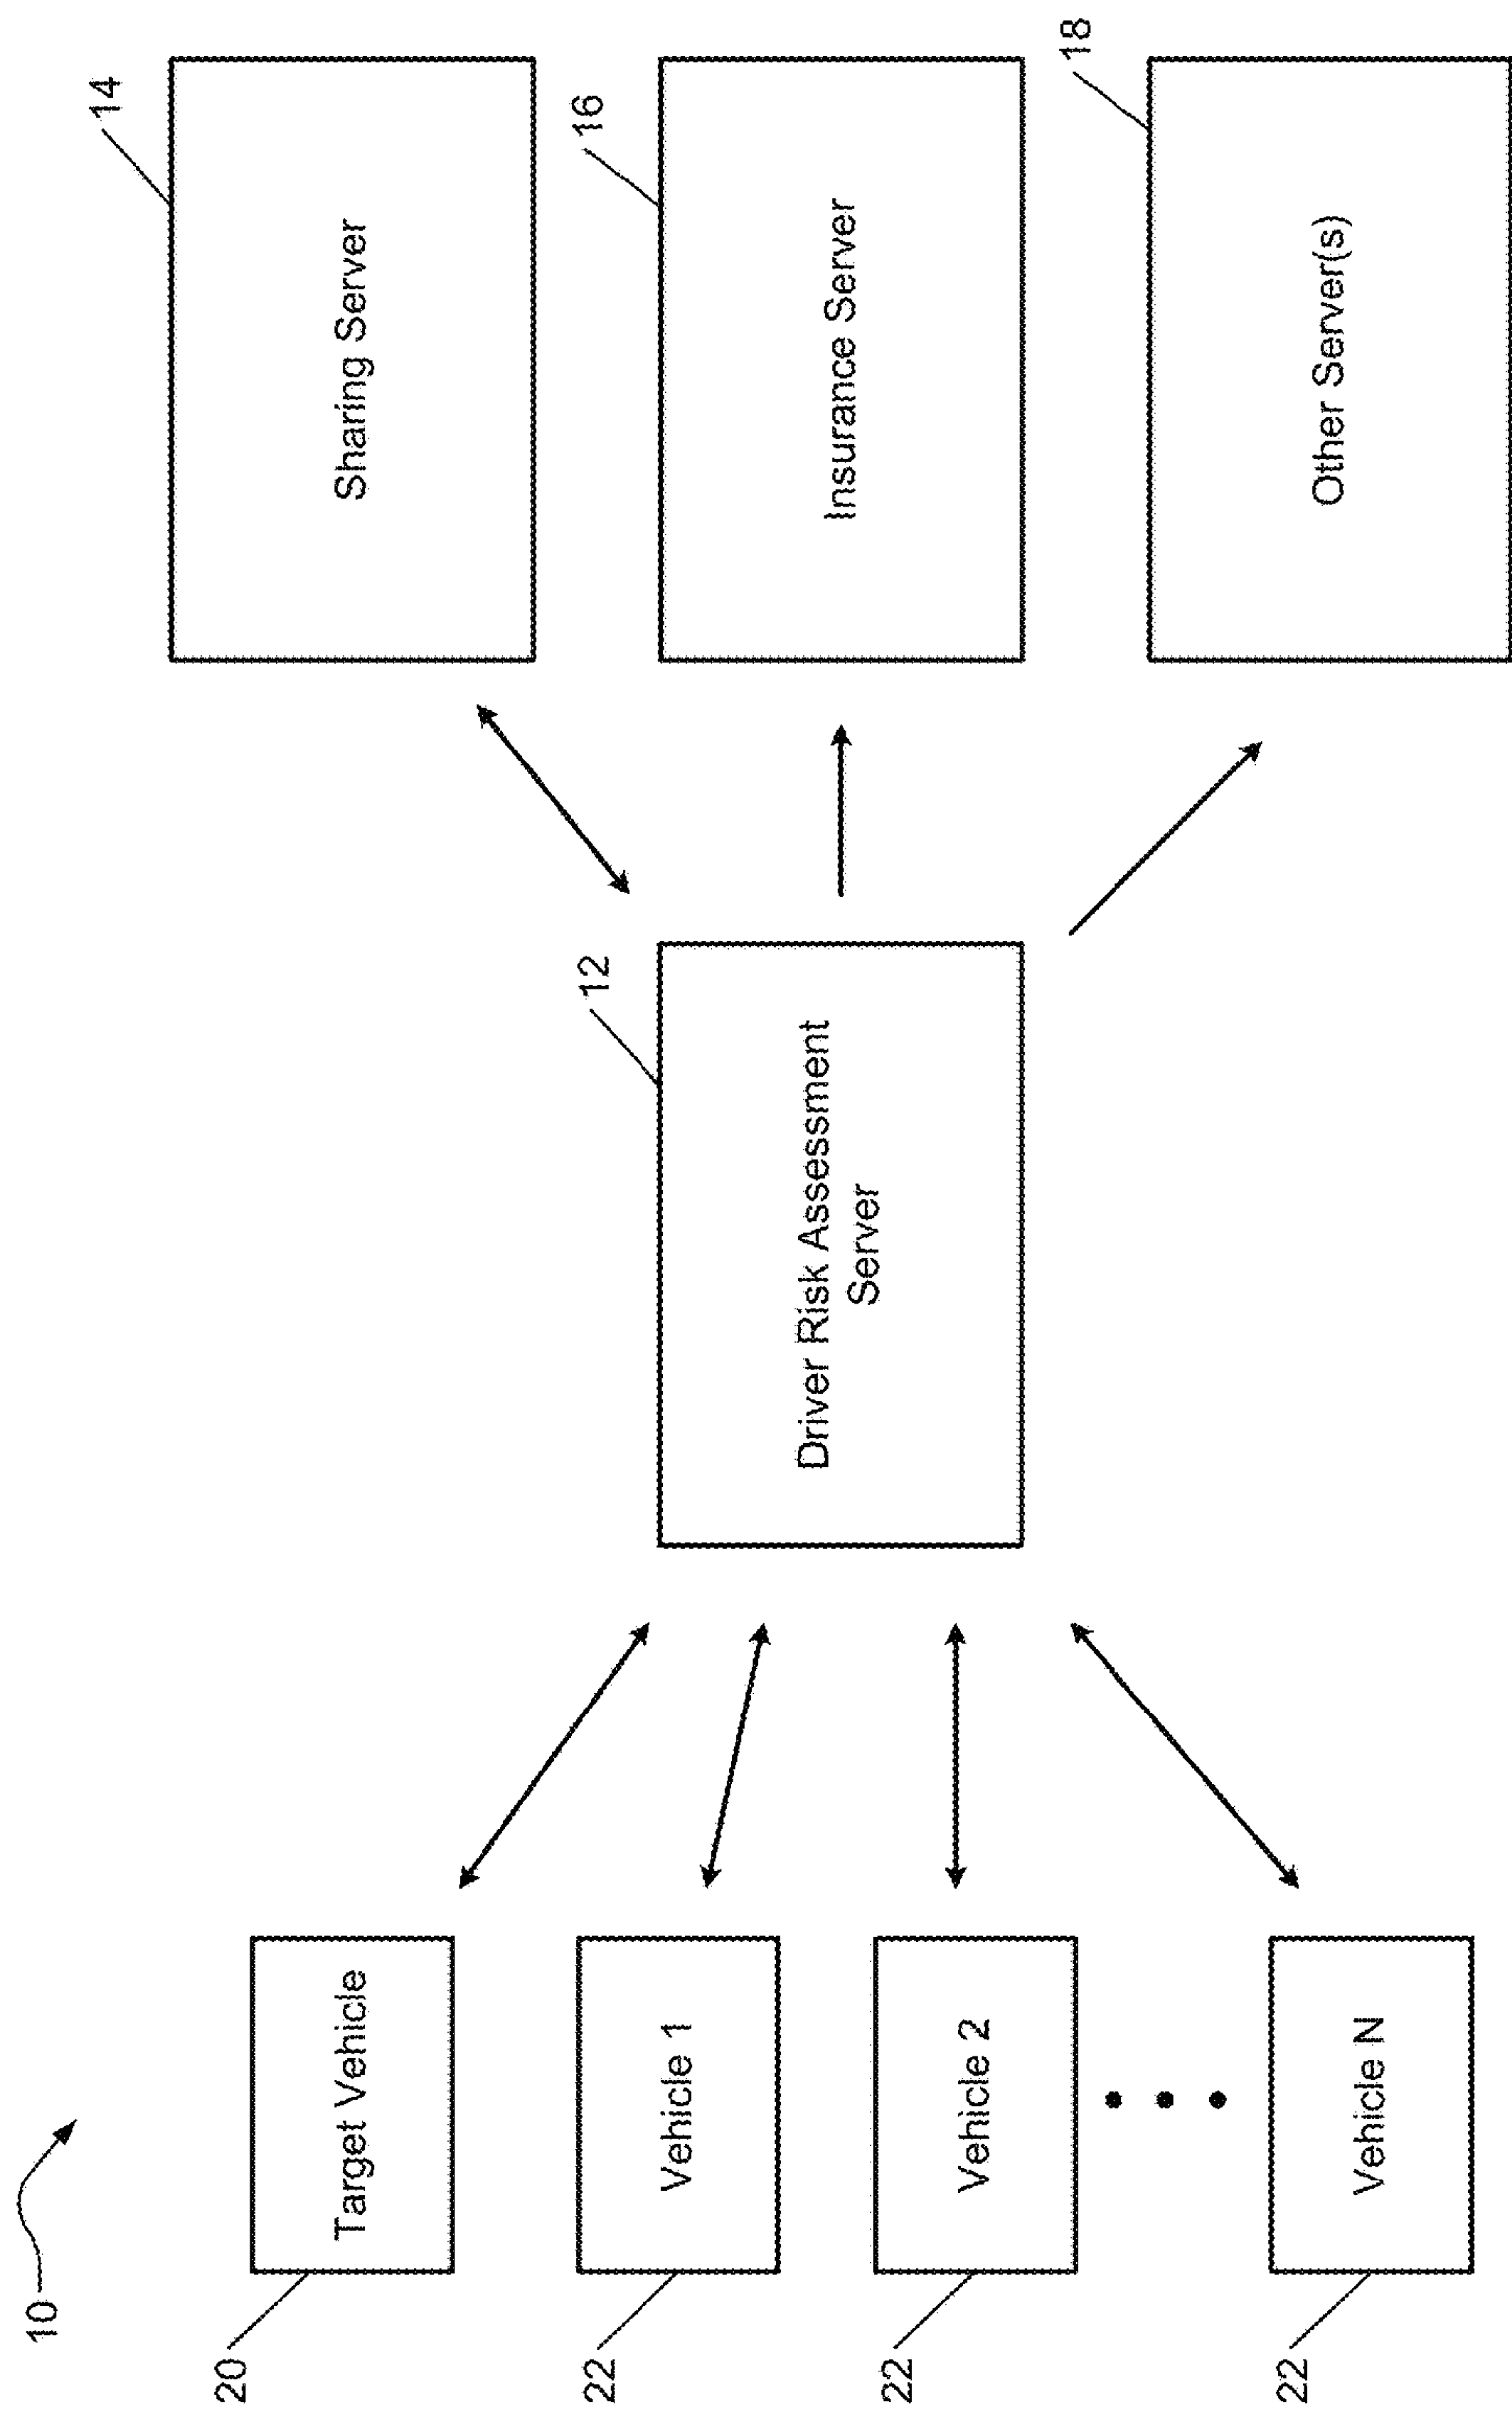 10
20
Target Vehicle
22
Vehicle 1
22
Vehicle 2
22
Vehicle N
12
Driver Risk Assessment
Server
14
Sharing Server
16
Insurance Server
18
Other Server(s)